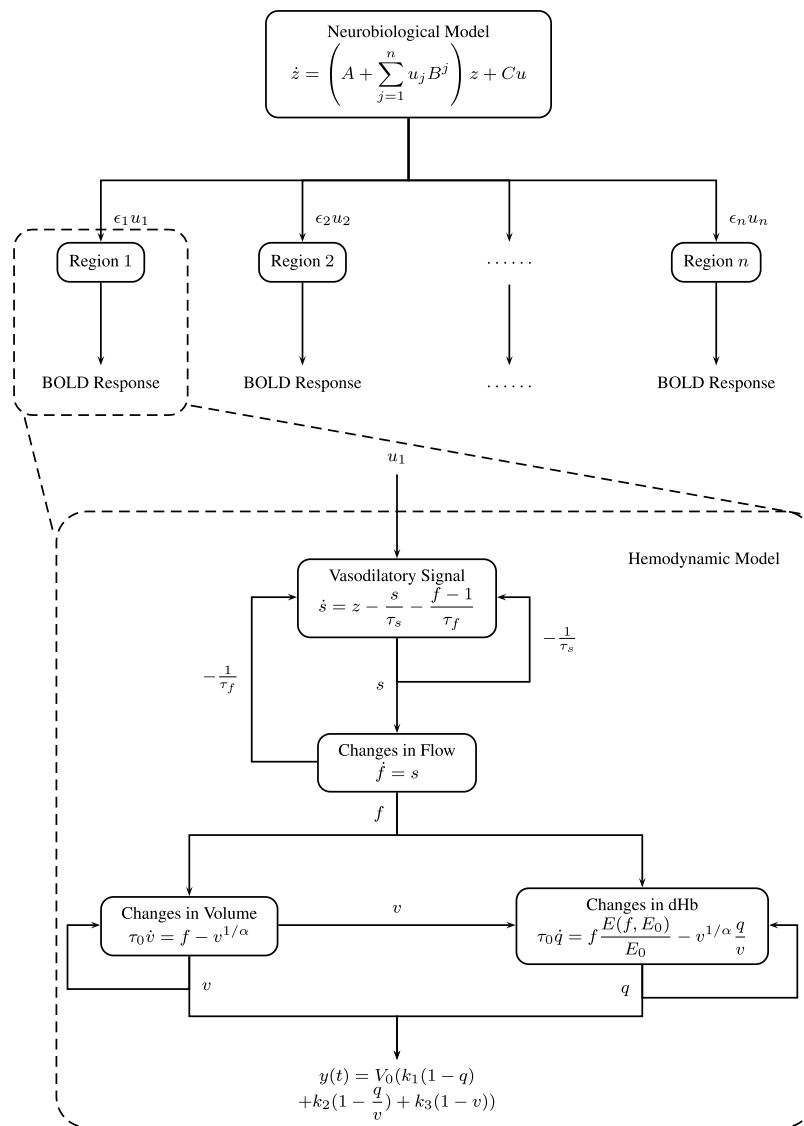 Neurobiological Model
ż = (A + ∑_{j=1}^{n} u_j B^j) z + Cu
ϵ₁u₁
ϵ₂u₂
ϵₙuₙ
Region 1
Region 2
......
Region n
BOLD Response
BOLD Response
......
BOLD Response
u₁
Hemodynamic Model
Vasodilatory Signal
ṡ = z − s/τ_s − (f − 1)/τ_f
− 1/τ_s
− 1/τ_f
s
Changes in Flow
ḟ = s
f
Changes in Volume
τ₀v̇ = f − v^{1/α}
v
Changes in dHb
τ₀q̇ = f E(f, E₀)/E₀ − v^{1/α} q/v
v
q
y(t) = V₀(k₁(1 − q)
+k₂(1 − q/v) + k₃(1 − v))